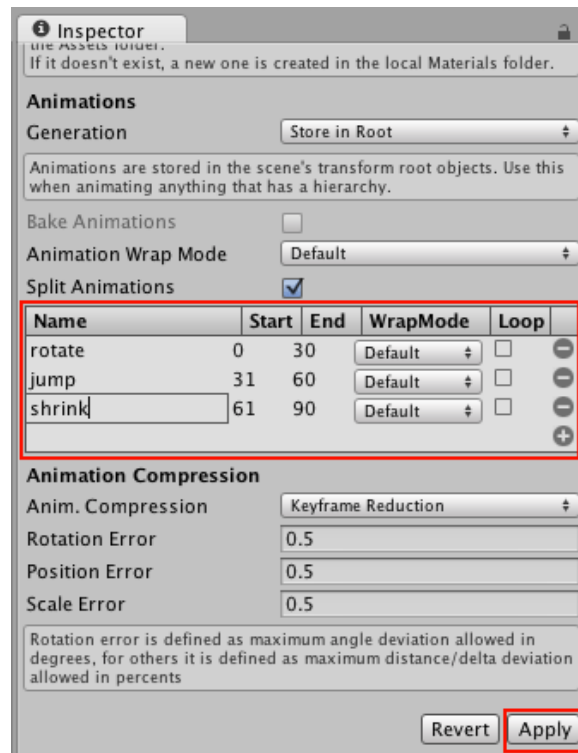 Inspector
the Assets folder.
If it doesn't exist, a new one is created in the local Materials folder.
Animations
Generation Store in Root
Animations are stored in the scene's transform root objects. Use this
when animating anything that has a hierarchy.
Bake Animations
Animation Wrap Mode Default
Split Animations
Name Start End WrapMode Loop
rotate 0 30 Default
jump 31 60 Default
shrink 61 90 Default
Animation Compression
Anim. Compression Keyframe Reduction
Rotation Error 0.5
Position Error 0.5
Scale Error 0.5
Rotation error is defined as maximum angle deviation allowed in
degrees, for others it is defined as maximum distance/delta deviation
allowed in percents
Revert Apply